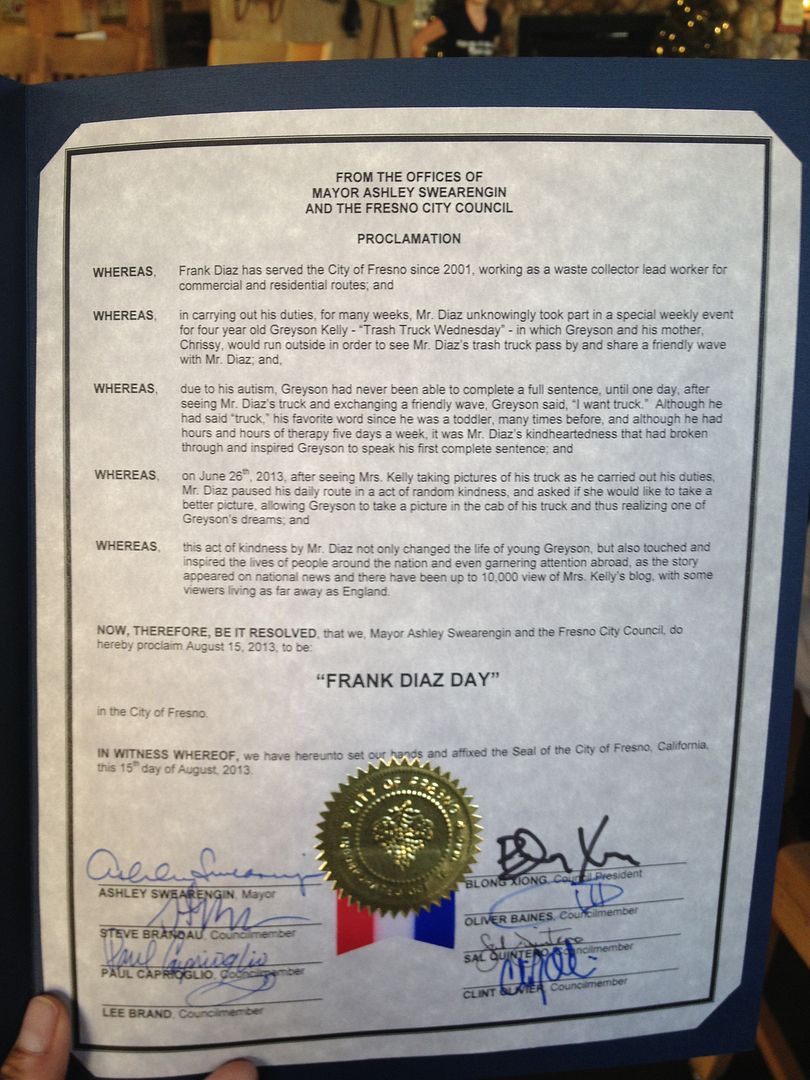 FROM THE OFFICES OF
MAYOR ASHLEY SWEARENGIN
AND THE FRESNO CITY COUNCIL
PROCLAMATION
WHEREAS, Frank Diaz has served the City of Fresno since 2001, working as a waste collector lead worker for
commercial and residential routes; and
WHEREAS, in carrying out his duties, for many weeks, Mr. Diaz unknowingly took part in a special weekly event
for four year old Greyson Kelly - “Trash Truck Wednesday” - in which Greyson and his mother,
Chrissy, would run outside in order to see Mr. Diaz’s trash truck pass by and share a friendly wave
with Mr. Diaz; and,
WHEREAS, due to his autism, Greyson had never been able to complete a full sentence, until one day, after
seeing Mr. Diaz’s truck and exchanging a friendly wave, Greyson said, “I want truck.” Although he
had said “truck,” his favorite word since he was a toddler, many times before, and although he had
hours and hours of therapy five days a week, it was Mr. Diaz’s kindheartedness that had broken
through and inspired Greyson to speak his first complete sentence; and
WHEREAS, on June 26th, 2013, after seeing Mrs. Kelly taking pictures of his truck as he carried out his duties,
Mr. Diaz paused his daily route in a act of random kindness, and asked if she would like to take a
better picture, allowing Greyson to take a picture in the cab of his truck and thus realizing one of
Greyson’s dreams; and
WHEREAS, this act of kindness by Mr. Diaz not only changed the life of young Greyson, but also touched and
inspired the lives of people around the nation and even garnering attention abroad, as the story
appeared on national news and there have been up to 10,000 view of Mrs. Kelly’s blog, with some
viewers living as far away as England.
NOW, THEREFORE, BE IT RESOLVED, that we, Mayor Ashley Swearengin and the Fresno City Council, do
hereby proclaim August 15, 2013, to be:
“FRANK DIAZ DAY”
in the City of Fresno.
IN WITNESS WHEREOF, we have hereunto set our hands and affixed the Seal of the City of Fresno, California,
this 15th day of August, 2013.
CITY OF FRESNO
Ashley Swearengin
ASHLEY SWEARENGIN, Mayor
STEVE BRANDAU, Councilmember
Paul Caprioglio
PAUL CAPRIOGLIO, Councilmember
LEE BRAND, Councilmember
BLONG XIONG, Council President
OLIVER BAINES, Councilmember
Sal Quintero
SAL QUINTERO, Councilmember
CLINT OLIVIER, Councilmember